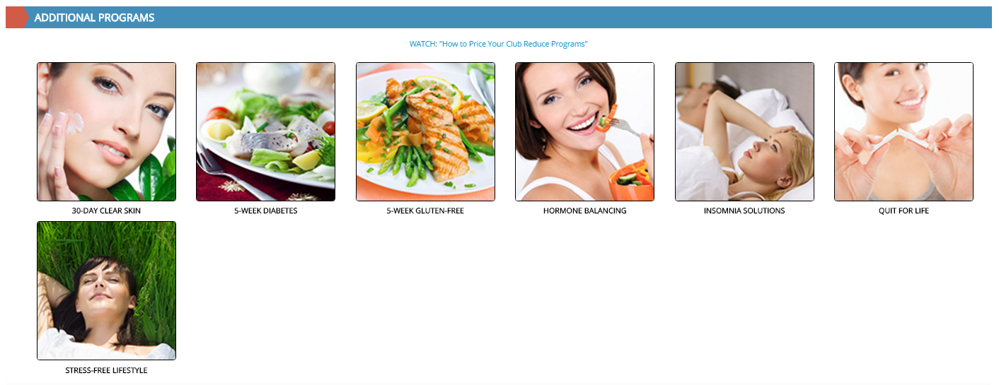 ADDITIONAL PROGRAMS
WATCH: "How to Price Your Club Reduce Programs"
30-DAY CLEAR SKIN
5-WEEK DIABETES
5-WEEK GLUTEN-FREE
HORMONE BALANCING
INSOMNIA SOLUTIONS
QUIT FOR LIFE
STRESS-FREE LIFESTYLE